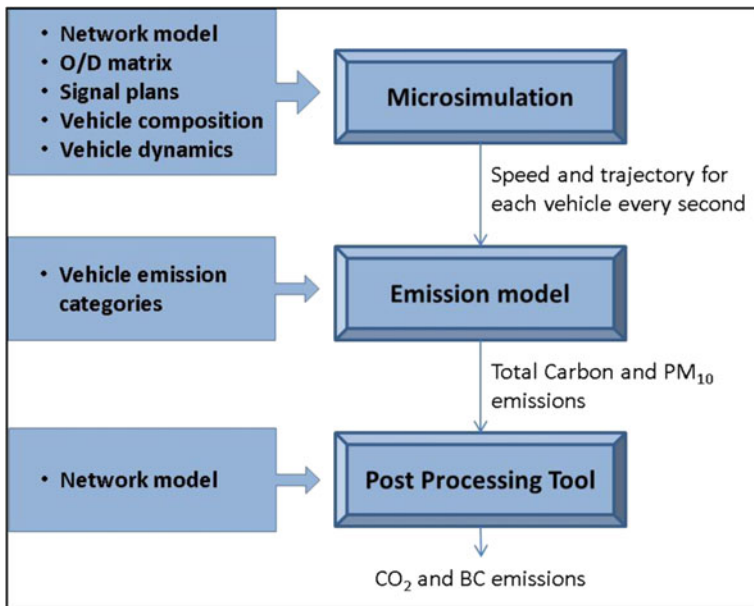 • Network model
• O/D matrix
• Signal plans
• Vehicle composition
• Vehicle dynamics
Microsimulation
Speed and trajectory for
each vehicle every second
• Vehicle emission
categories
Emission model
Total Carbon and PM₁₀
emissions
• Network model
Post Processing Tool
CO₂ and BC emissions